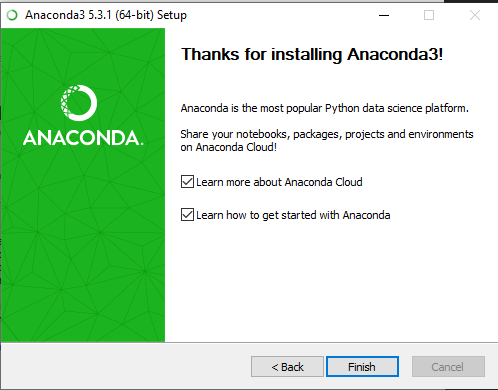 Anaconda3 5.3.1 (64-bit) Setup
Thanks for installing Anaconda3!
ANACONDA.
Anaconda is the most popular Python data science platform.
Share your notebooks, packages, projects and environments
on Anaconda Cloud!
Learn more about Anaconda Cloud
Learn how to get started with Anaconda
< Back
Finish
Cancel